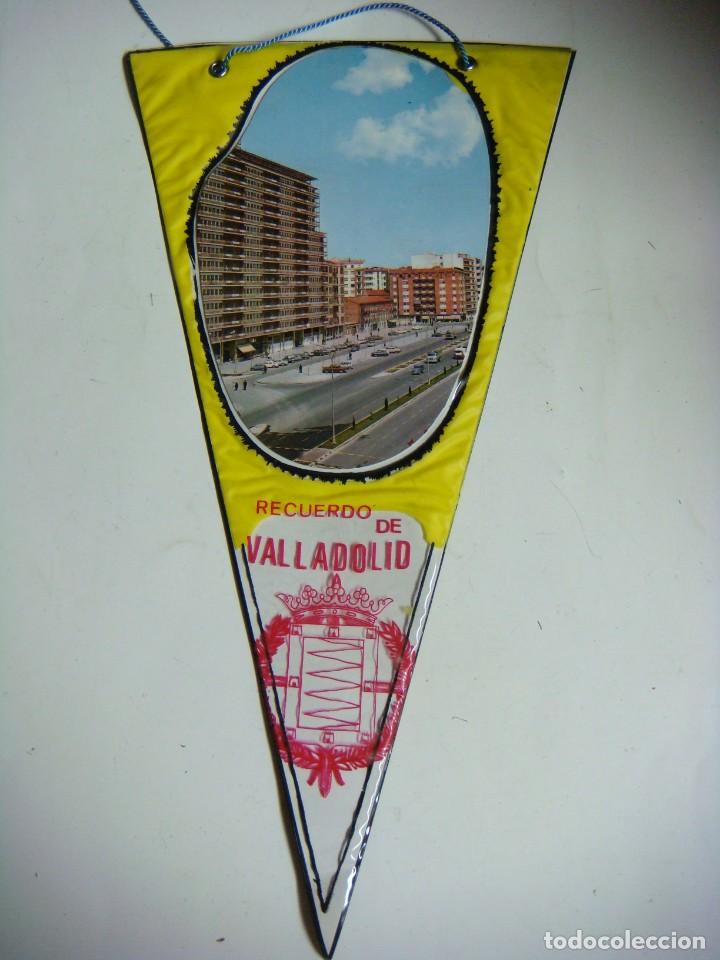 RECUERDO
DE
VALLADOLID
todocoleccion